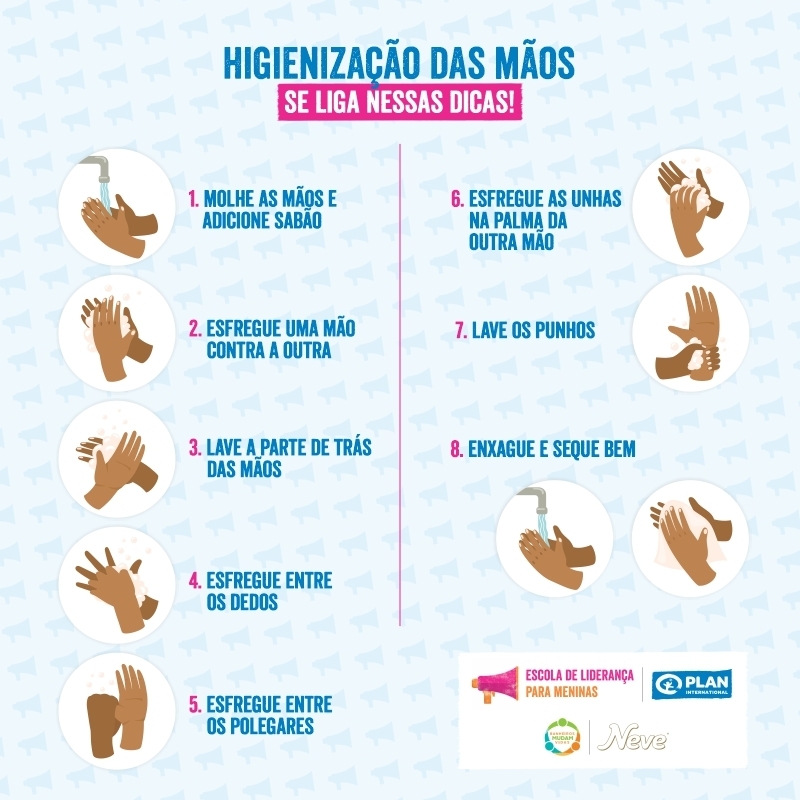 HIGIENIZAÇÃO DAS MÃOS
SE LIGA NESSAS DICAS!
1. MOLHE AS MÃOS E
ADICIONE SABÃO
2. ESFREGUE UMA MÃO
CONTRA A OUTRA
3. LAVE A PARTE DE TRÁS
DAS MÃOS
4. ESFREGUE ENTRE
OS DEDOS
5. ESFREGUE ENTRE
OS POLEGARES
6. ESFREGUE AS UNHAS
NA PALMA DA
OUTRA MÃO
7. LAVE OS PUNHOS
8. ENXAGUE E SEQUE BEM
ESCOLA DE LIDERANÇA
PARA MENINAS
PLAN
INTERNATIONAL
BANHEIROS
MUDAM
VIDAS
Neve